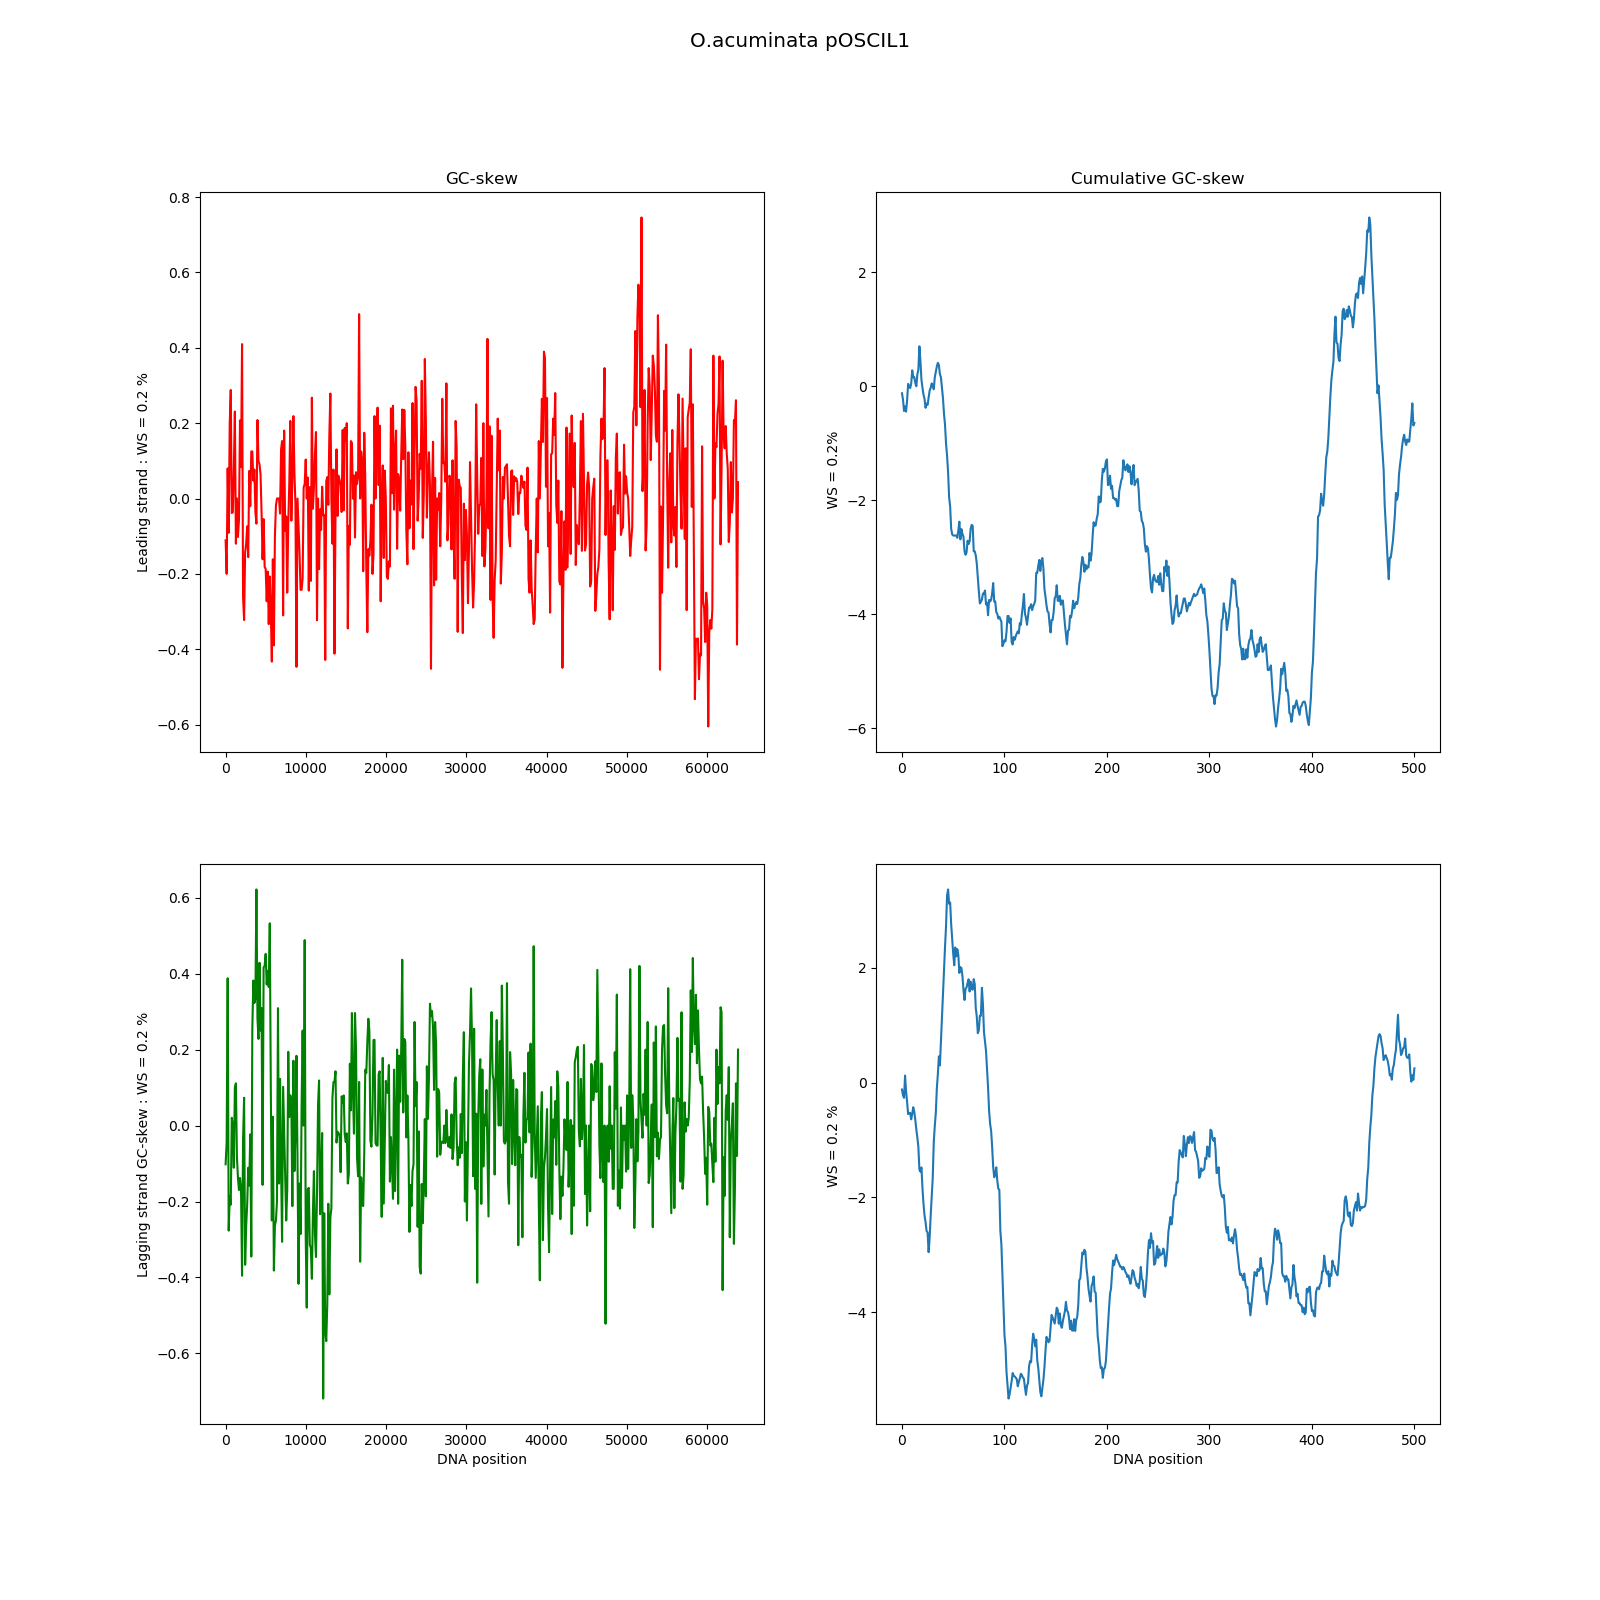 O.acuminata pOSCIL1
GC-skew
Leading strand : WS = 0.2 %
0.8
0.6
0.4
0.2
0.0
−0.2
−0.4
−0.6
0 10000 20000 30000 40000 50000 60000
Cumulative GC-skew
WS = 0.2%
2
0
−2
−4
−6
0 100 200 300 400 500
Lagging strand GC-skew : WS = 0.2 %
0.6
0.4
0.2
0.0
−0.2
−0.4
−0.6
0 10000 20000 30000 40000 50000 60000
DNA position
WS = 0.2 %
2
0
−2
−4
0 100 200 300 400 500
DNA position